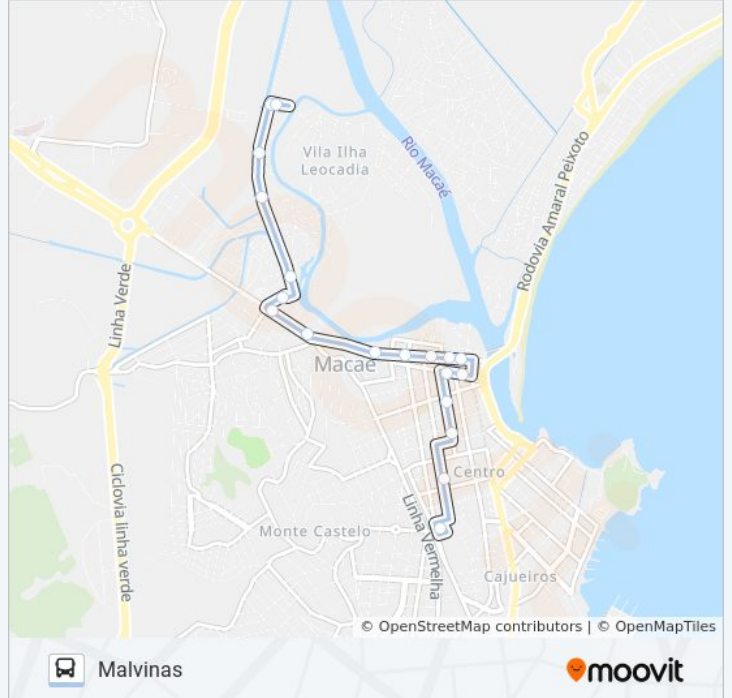 Vila Ilha
Leocadia
Rio Macaé
Rodovia Amaral Peixoto
Linha Verde
Macaé
Centro
Ciclovia linha verde
Linha Vermelha
Monte Castelo
Cajueiros
© OpenStreetMap contributors | © OpenMapTiles
Malvinas
moovit